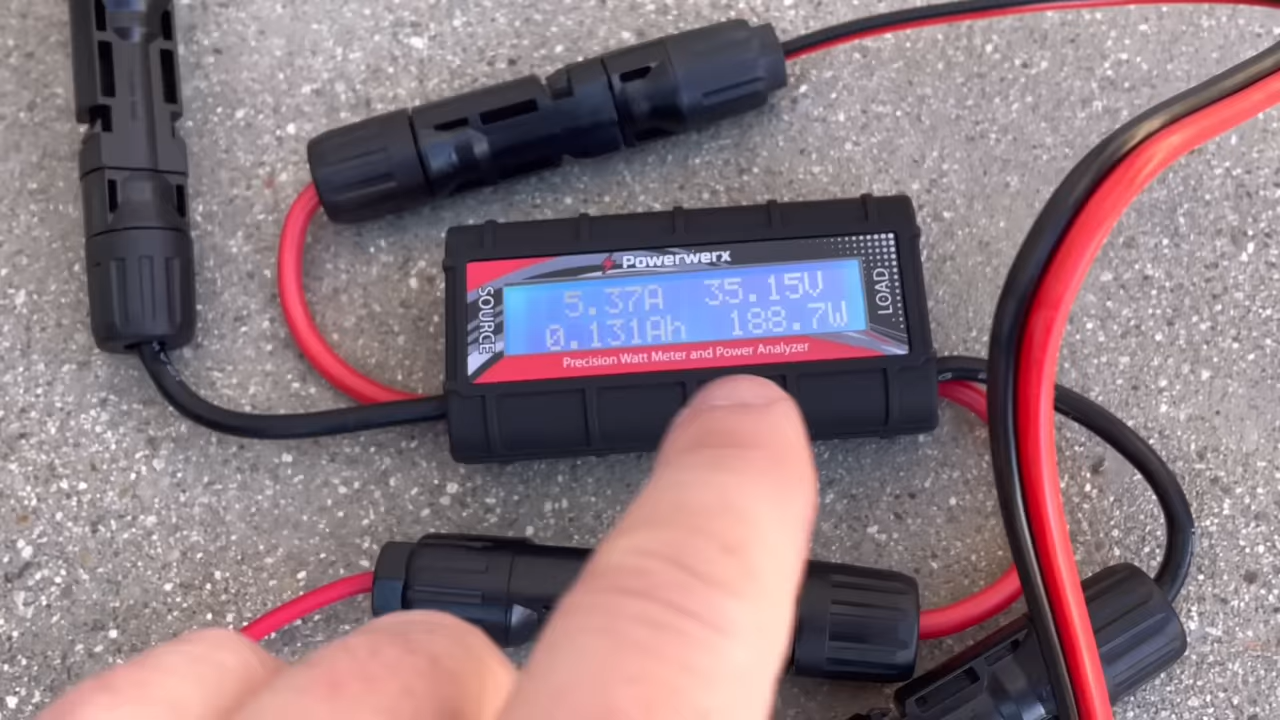 Powerwerx
SOURCE
5.37A 35.15V
0.131Ah 188.7W
LOAD
Precision Watt Meter and Power Analyzer